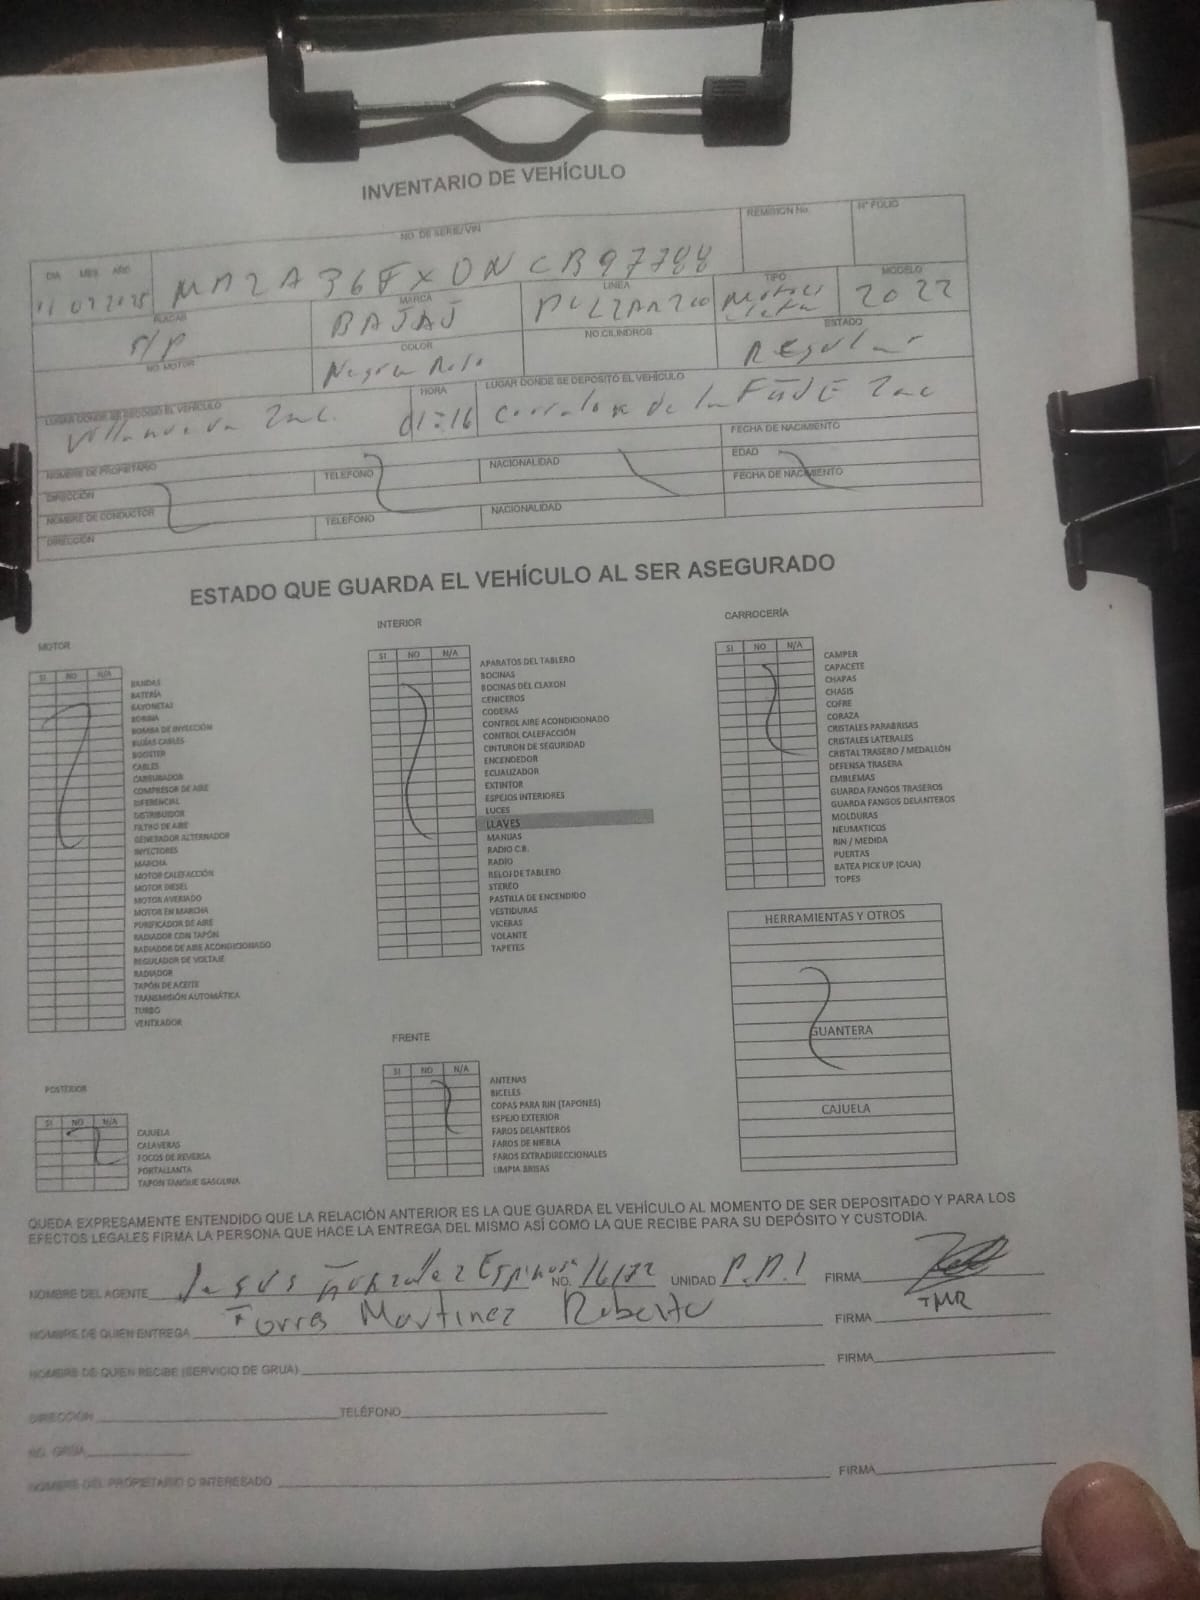 INVENTARIO DE VEHÍCULO
DIA MES AÑO
NO. DE SERIE/VIN
REMISION No.
N° FOLIO
11 07 2025
MD2A36FX0NCB97788
PLACAS
S/P
MARCA
BAJAJ
LINEA
TIPO
Motocicleta
MODELO
2022
NO. MOTOR
COLOR
Negra Rojo
NO.CILINDROS
ESTADO
Regular
LUGAR DONDE SE RECOGIÓ EL VEHÍCULO
Villanueva Zac.
HORA
01:16
LUGAR DONDE SE DEPOSITÓ EL VEHÍCULO
Corralon de la Zac
NOMBRE DE PROPIETARIO
TELEFONO
NACIONALIDAD
FECHA DE NACIMIENTO
DIRECCIÓN
EDAD
NOMBRE DE CONDUCTOR
TELEFONO
NACIONALIDAD
FECHA DE NACIMIENTO
DIRECCIÓN
ESTADO QUE GUARDA EL VEHÍCULO AL SER ASEGURADO
MOTOR
SI NO N/A
BANDAS
BATERÍA
BAYONETAS
BOBINA
BOMBA DE INYECCIÓN
BUJÍAS CABLES
BOOSTER
CABLES
CARBURADOR
COMPRESOR DE AIRE
DIFERENCIAL
DISTRIBUIDOR
FILTRO DE AIRE
GENERADOR ALTERNADOR
INYECTORES
MARCHA
MOTOR CALEFACCIÓN
MOTOR DIESEL
MOTOR AVERIADO
MOTOR EN MARCHA
PURIFICADOR DE AIRE
RADIADOR CON TAPÓN
RADIADOR DE AIRE ACONDICIONADO
REGULADOR DE VOLTAJE
RADIADOR
TAPÓN DE ACEITE
TRANSMISIÓN AUTOMÁTICA
TURBO
VENTILADOR
INTERIOR
SI NO N/A
APARATOS DEL TABLERO
BOCINAS
BOCINAS DEL CLAXON
CENICEROS
CODERAS
CONTROL AIRE ACONDICIONADO
CONTROL CALEFACCIÓN
CINTURON DE SEGURIDAD
ENCENDEDOR
ECUALIZADOR
EXTINTOR
ESPEJOS INTERIORES
LUCES
LLAVES
MANIJAS
RADIO C.B.
RADIO
RELOJ DE TABLERO
STEREO
PASTILLA DE ENCENDIDO
VESTIDURAS
VICERAS
VOLANTE
TAPETES
CARROCERÍA
SI NO N/A
CAMPER
CAPACETE
CHAPAS
CHASIS
COFRE
CORAZA
CRISTALES PARABRISAS
CRISTALES LATERALES
CRISTAL TRASERO / MEDALLÓN
DEFENSA TRASERA
EMBLEMAS
GUARDA FANGOS TRASEROS
GUARDA FANGOS DELANTEROS
MOLDURAS
NEUMATICOS
RIN / MEDIDA
PUERTAS
BATEA PICK UP (CAJA)
TOPES
HERRAMIENTAS Y OTROS
GUANTERA
CAJUELA
POSTERIOR
SI NO N/A
CAJUELA
CALAVERAS
FOCOS DE REVERSA
PORTALLANTA
TAPON TANQUE GASOLINA
FRENTE
SI NO N/A
ANTENAS
BICELES
COPAS PARA RIN (TAPONES)
ESPEJO EXTERIOR
FAROS DELANTEROS
FAROS DE NIEBLA
FAROS EXTRADIRECCIONALES
LIMPIA BRISAS
QUEDA EXPRESAMENTE ENTENDIDO QUE LA RELACIÓN ANTERIOR ES LA QUE GUARDA EL VEHÍCULO AL MOMENTO DE SER DEPOSITADO Y PARA LOS
EFECTOS LEGALES FIRMA LA PERSONA QUE HACE LA ENTREGA DEL MISMO ASÍ COMO LA QUE RECIBE PARA SU DEPÓSITO Y CUSTODIA.
NOMBRE DEL AGENTE Jesus Gonzalez Espinosa NO. UNIDAD FIRMA
NOMBRE DE QUIEN ENTREGA Torres Martinez Roberto FIRMA TMR
NOMBRE DE QUIEN RECIBE (SERVICIO DE GRUA) FIRMA
DIRECCIÓN TELÉFONO
NO. GRUA
NOMBRE DEL PROPIETARIO O INTERESADO FIRMA